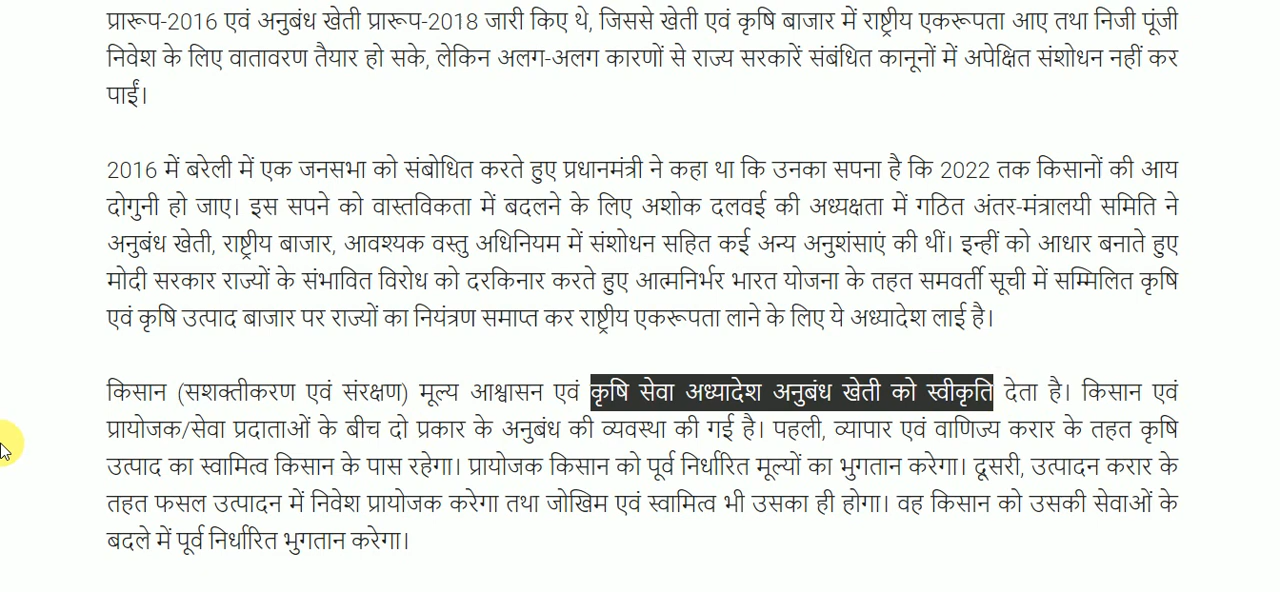 प्रारूप-2016 एवं अनुबंध खेती प्रारूप-2018 जारी किए थे, जिससे खेती एवं कृषि बाजार में राष्ट्रीय एकरूपता आए तथा निजी पूंजी
निवेश के लिए वातावरण तैयार हो सके, लेकिन अलग-अलग कारणों से राज्य सरकारें संबंधित कानूनों में अपेक्षित संशोधन नहीं कर
पाईं।
2016 में बरेली में एक जनसभा को संबोधित करते हुए प्रधानमंत्री ने कहा था कि उनका सपना है कि 2022 तक किसानों की आय
दोगुनी हो जाए। इस सपने को वास्तविकता में बदलने के लिए अशोक दलवई की अध्यक्षता में गठित अंतर-मंत्रालयी समिति ने
अनुबंध खेती, राष्ट्रीय बाजार, आवश्यक वस्तु अधिनियम में संशोधन सहित कई अन्य अनुशंसाएं की थीं। इन्हीं को आधार बनाते हुए
मोदी सरकार राज्यों के संभावित विरोध को दरकिनार करते हुए आत्मनिर्भर भारत योजना के तहत समवर्ती सूची में सम्मिलित कृषि
एवं कृषि उत्पाद बाजार पर राज्यों का नियंत्रण समाप्त कर राष्ट्रीय एकरूपता लाने के लिए ये अध्यादेश लाई है।
किसान (सशक्तीकरण एवं संरक्षण) मूल्य आश्वासन एवं कृषि सेवा अध्यादेश अनुबंध खेती को स्वीकृति देता है। किसान एवं
प्रायोजक/सेवा प्रदाताओं के बीच दो प्रकार के अनुबंध की व्यवस्था की गई है। पहली, व्यापार एवं वाणिज्य करार के तहत कृषि
उत्पाद का स्वामित्व किसान के पास रहेगा। प्रायोजक किसान को पूर्व निर्धारित मूल्यों का भुगतान करेगा। दूसरी, उत्पादन करार के
तहत फसल उत्पादन में निवेश प्रायोजक करेगा तथा जोखिम एवं स्वामित्व भी उसका ही होगा। वह किसान को उसकी सेवाओं के
बदले में पूर्व निर्धारित भुगतान करेगा।